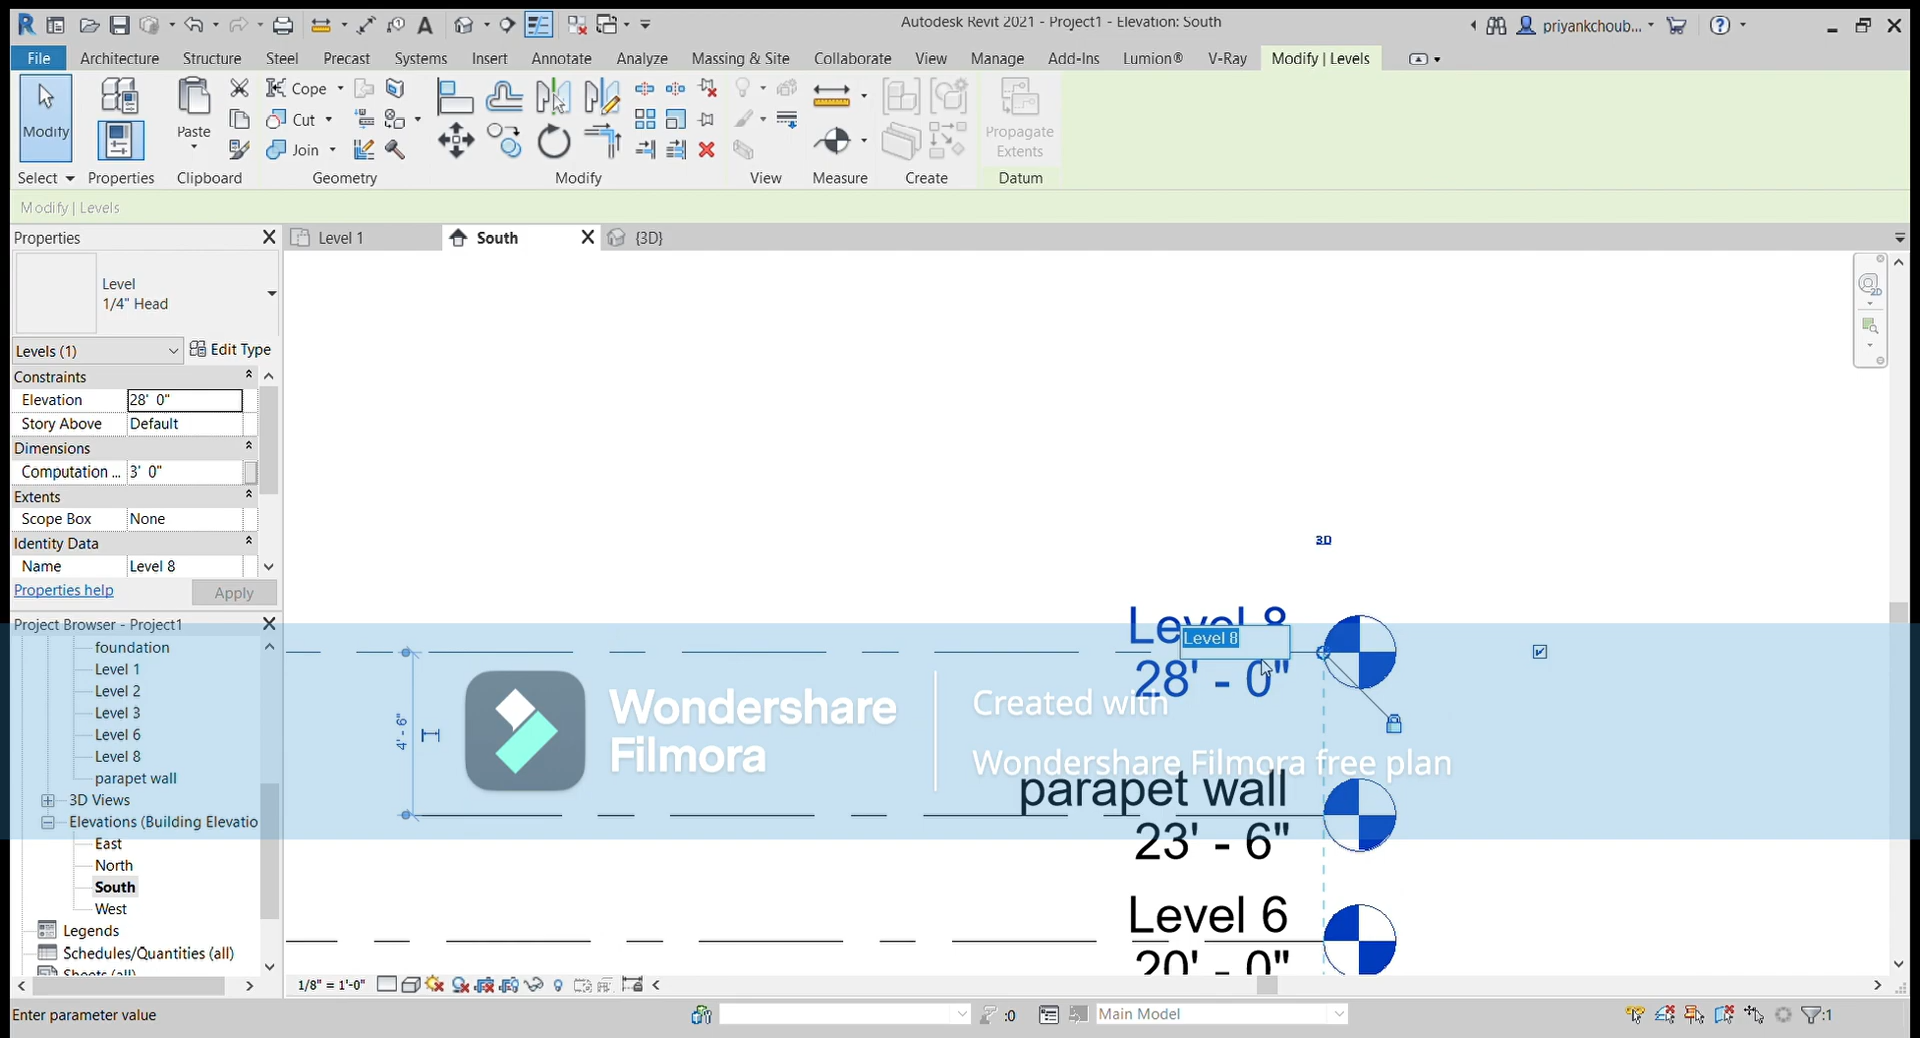 Autodesk Revit 2021 - Project1 - Elevation: South
priyankchoub...
File Architecture Structure Steel Precast Systems Insert Annotate Analyze Massing & Site Collaborate View Manage Add-Ins Lumion® V-Ray Modify | Levels
Modify
Paste
Cope
Cut
Join
Propagate Extents
Select Properties Clipboard Geometry Modify View Measure Create Datum
Modify | Levels
Properties
Level 1 South {3D}
Level
1/4" Head
Levels (1) Edit Type
Constraints
Elevation 28' 0"
Story Above Default
Dimensions
Computation ... 3' 0"
Extents
Scope Box None
Identity Data
Name Level 8
Properties help Apply
Project Browser - Project1
foundation
Level 1
Level 2
Level 3
Level 6
Level 8
parapet wall
3D Views
Elevations (Building Elevatio
East
North
South
West
Legends
Schedules/Quantities (all)
Sheets (all)
3D
Level 8
Level 8
28' - 0"
4' - 6"
Wondershare
Filmora
Created with
Wondershare Filmora free plan
parapet wall
23' - 6"
Level 6
20' - 0"
1/8" = 1'-0"
Enter parameter value :0 Main Model :1